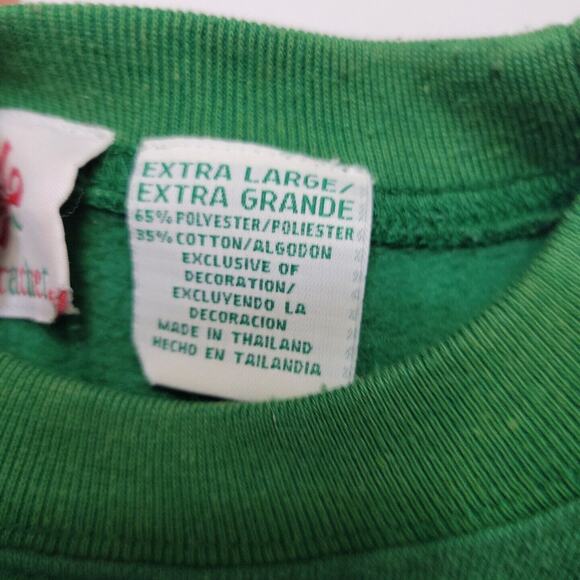 EXTRA LARGE/
EXTRA GRANDE
65% POLYESTER/POLIESTER
35% COTTON/ALGODON
EXCLUSIVE OF
DECORATION/
EXCLUYENDO LA
DECORACION
MADE IN THAILAND
HECHO EN TAILANDIA